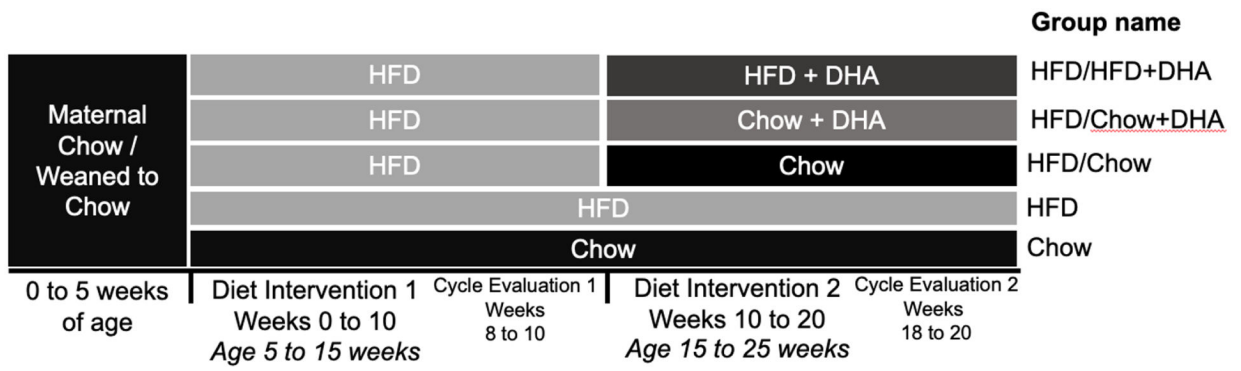 Group name
HFD
HFD + DHA
HFD/HFD+DHA
Maternal
Chow /
Weaned to
Chow
HFD
Chow + DHA
HFD/Chow+DHA
HFD
Chow
HFD/Chow
HFD
HFD
Chow
Chow
0 to 5 weeks
of age
Diet Intervention 1
Weeks 0 to 10
Age 5 to 15 weeks
Cycle Evaluation 1
Weeks
8 to 10
Diet Intervention 2
Weeks 10 to 20
Age 15 to 25 weeks
Cycle Evaluation 2
Weeks
18 to 20